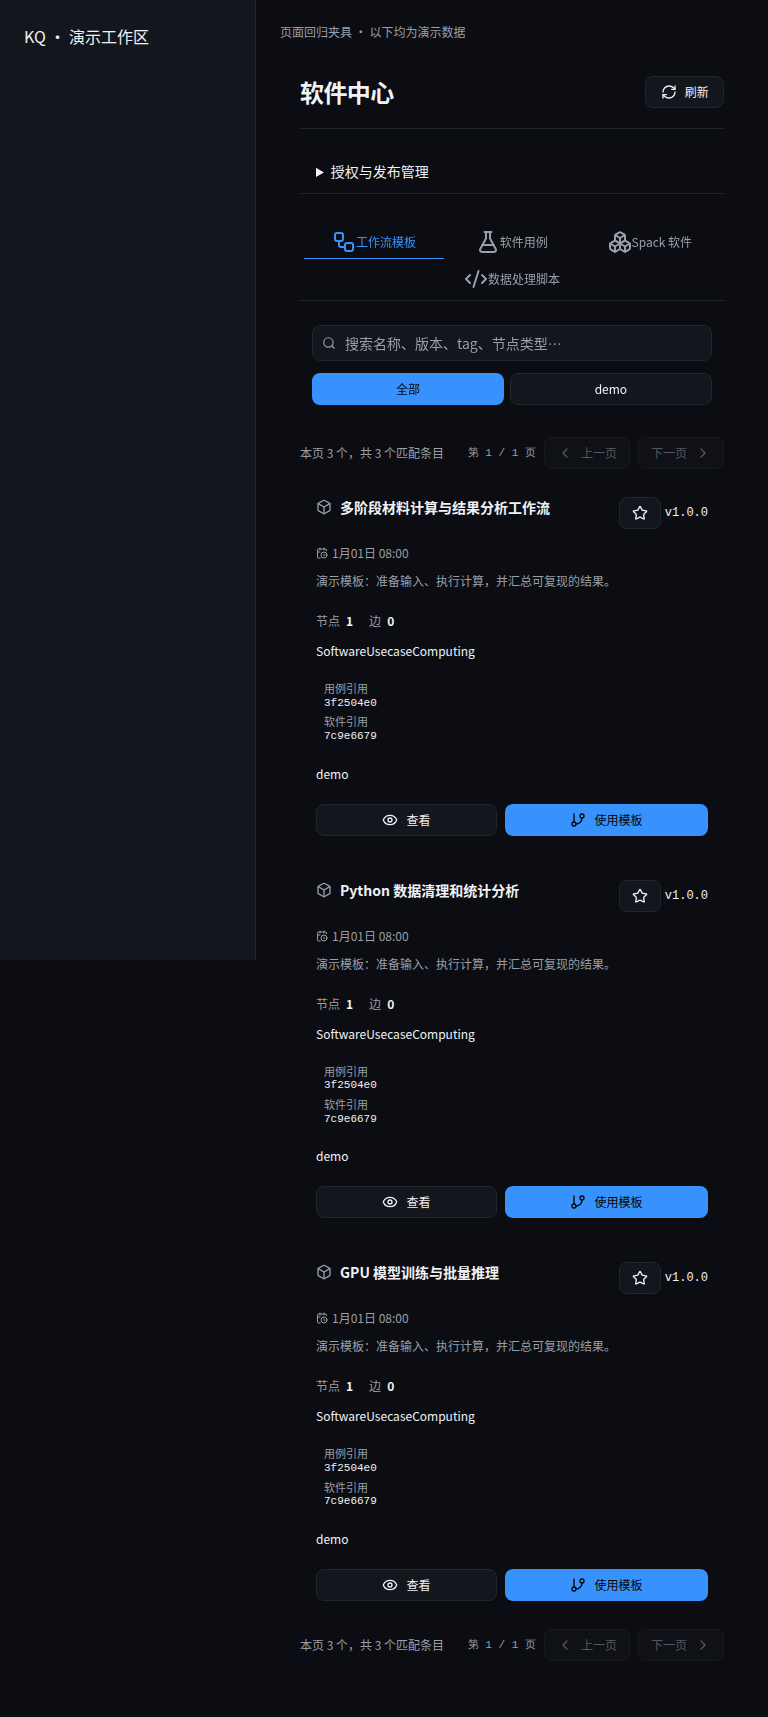 KQ · 演示工作区
页面回归夹具 · 以下均为演示数据
软件中心
刷新
授权与发布管理
工作流模板
软件用例
Spack 软件
数据处理脚本
搜索名称、版本、tag、节点类型…
全部
demo
本页 3 个，共 3 个匹配条目
第 1 / 1 页
上一页
下一页
多阶段材料计算与结果分析工作流
v1.0.0
1月01日 08:00
演示模板：准备输入、执行计算，并汇总可复现的结果。
节点 1 边 0
SoftwareUsecaseComputing
用例引用
3f2504e0
软件引用
7c9e6679
demo
查看
使用模板
Python 数据清理和统计分析
v1.0.0
1月01日 08:00
演示模板：准备输入、执行计算，并汇总可复现的结果。
节点 1 边 0
SoftwareUsecaseComputing
用例引用
3f2504e0
软件引用
7c9e6679
demo
查看
使用模板
GPU 模型训练与批量推理
v1.0.0
1月01日 08:00
演示模板：准备输入、执行计算，并汇总可复现的结果。
节点 1 边 0
SoftwareUsecaseComputing
用例引用
3f2504e0
软件引用
7c9e6679
demo
查看
使用模板
本页 3 个，共 3 个匹配条目
第 1 / 1 页
上一页
下一页